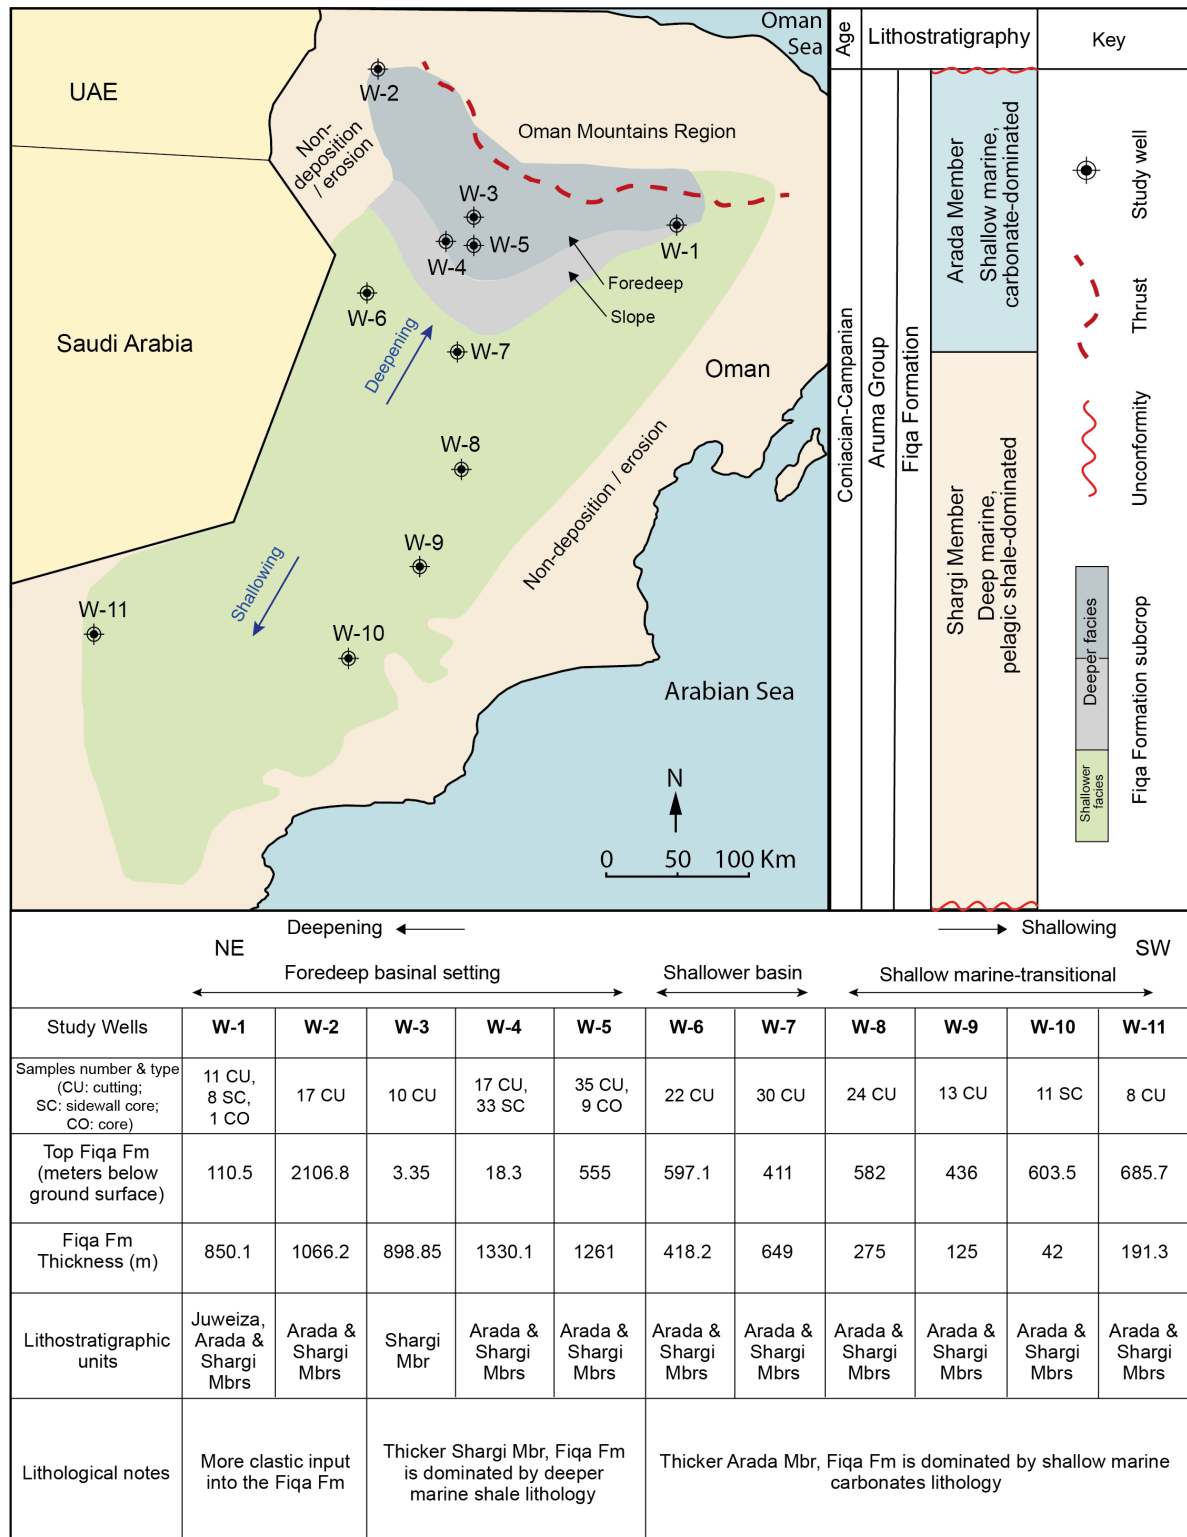 Oman
Sea
UAE
W-2
Non-
deposition
/ erosion
Oman Mountains Region
W-3
W-5
W-4
W-1
Foredeep
Slope
W-6
Saudi Arabia
Deepening
W-7
Oman
W-8
Non-deposition / erosion
W-9
Shallowing
W-11
W-10
Arabian Sea
N
0 50 100 Km
Age
Lithostratigraphy
Key
Coniacian-Campanian
Aruma Group
Fiqa Formation
Arada Member
Shallow marine,
carbonate-dominated
Shargi Member
Deep marine,
pelagic shale-dominated
Study well
Thrust
Unconformity
Deeper facies
Shallower
facies
Fiqa Formation subcrop
Deepening
Shallowing
NE
SW
Foredeep basinal setting
Shallower basin
Shallow marine-transitional
Study Wells W-1 W-2 W-3 W-4 W-5 W-6 W-7 W-8 W-9 W-10 W-11
Samples number & type
(CU: cutting;
SC: sidewall core;
CO: core)
11 CU,
8 SC,
1 CO
17 CU
10 CU
17 CU,
33 SC
35 CU,
9 CO
22 CU
30 CU
24 CU
13 CU
11 SC
8 CU
Top Fiqa Fm
(meters below
ground surface)
110.5 2106.8 3.35 18.3 555 597.1 411 582 436 603.5 685.7
Fiqa Fm
Thickness (m)
850.1 1066.2 898.85 1330.1 1261 418.2 649 275 125 42 191.3
Lithostratigraphic
units
Juweiza,
Arada &
Shargi
Mbrs
Arada &
Shargi
Mbrs
Shargi
Mbr
Arada &
Shargi
Mbrs
Arada &
Shargi
Mbrs
Arada &
Shargi
Mbrs
Arada &
Shargi
Mbrs
Arada &
Shargi
Mbrs
Arada &
Shargi
Mbrs
Arada &
Shargi
Mbrs
Arada &
Shargi
Mbrs
Lithological notes
More clastic input
into the Fiqa Fm
Thicker Shargi Mbr, Fiqa Fm
is dominated by deeper
marine shale lithology
Thicker Arada Mbr, Fiqa Fm is dominated by shallow marine
carbonates lithology